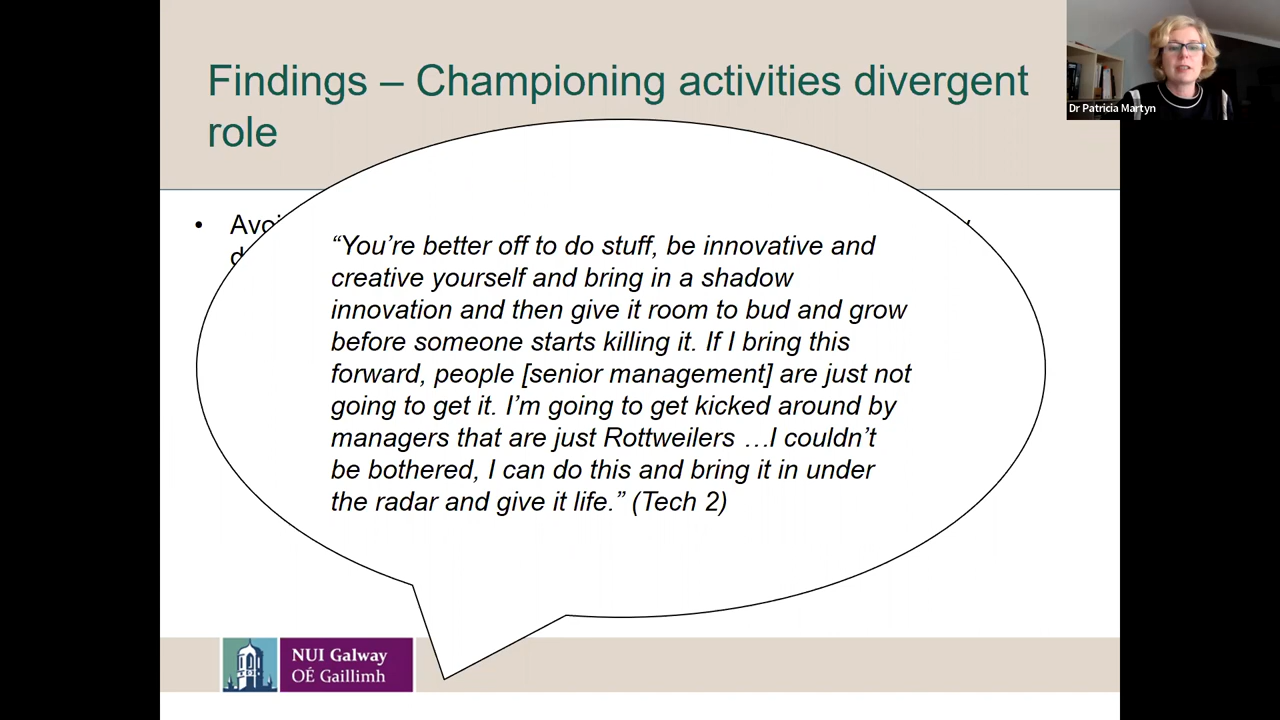 Findings – Championing activities divergent
role
Dr Patricia Martyn
•
“You’re better off to do stuff, be innovative and
creative yourself and bring in a shadow
innovation and then give it room to bud and grow
before someone starts killing it. If I bring this
forward, people [senior management] are just not
going to get it. I’m going to get kicked around by
managers that are just Rottweilers …I couldn’t
be bothered, I can do this and bring it in under
the radar and give it life.” (Tech 2)
NUI Galway
OÉ Gaillimh